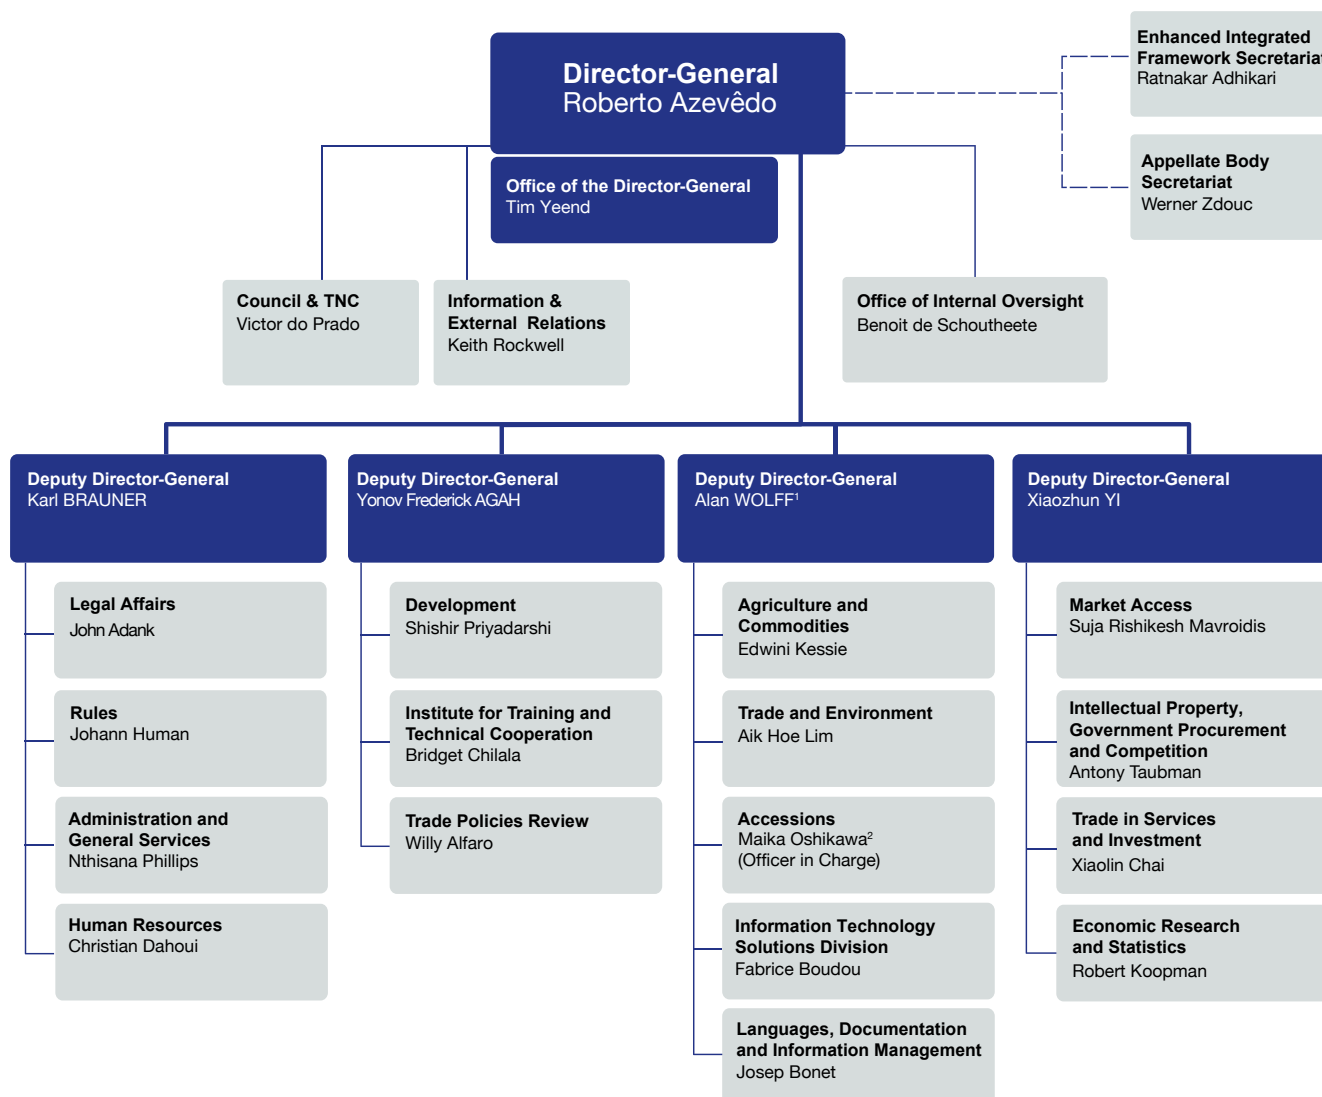 Director-General
Roberto Azevêdo
Enhanced Integrated
Framework Secretariat
Ratnakar Adhikari
Appellate Body
Secretariat
Werner Zdouc
Office of the Director-General
Tim Yeend
Council & TNC
Victor do Prado
Information &
External Relations
Keith Rockwell
Office of Internal Oversight
Benoit de Schoutheete
Deputy Director-General
Karl BRAUNER
Legal Affairs
John Adank
Rules
Johann Human
Administration and
General Services
Nthisana Phillips
Human Resources
Christian Dahoui
Deputy Director-General
Yonov Frederick AGAH
Development
Shishir Priyadarshi
Institute for Training and
Technical Cooperation
Bridget Chilala
Trade Policies Review
Willy Alfaro
Deputy Director-General
Alan WOLFF¹
Agriculture and
Commodities
Edwini Kessie
Trade and Environment
Aik Hoe Lim
Accessions
Maika Oshikawa²
(Officer in Charge)
Information Technology
Solutions Division
Fabrice Boudou
Languages, Documentation
and Information Management
Josep Bonet
Deputy Director-General
Xiaozhun YI
Market Access
Suja Rishikesh Mavroidis
Intellectual Property,
Government Procurement
and Competition
Antony Taubman
Trade in Services
and Investment
Xiaolin Chai
Economic Research
and Statistics
Robert Koopman